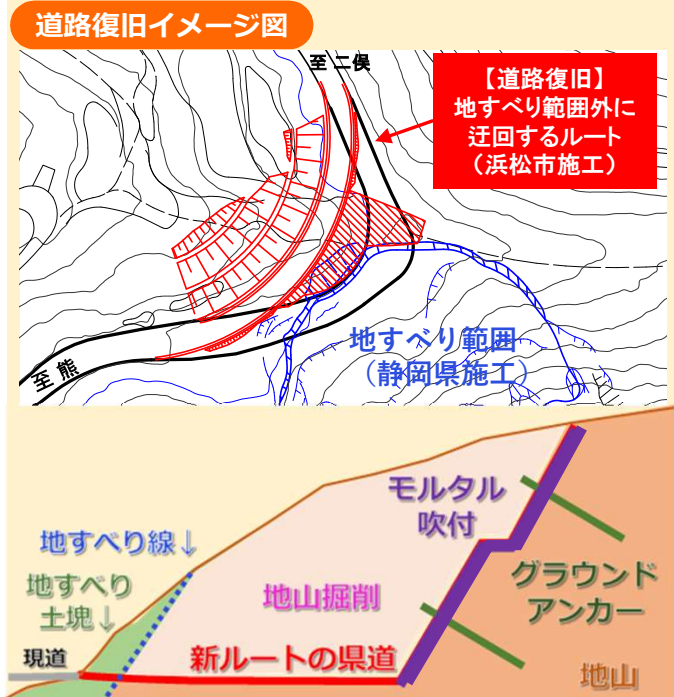 道路復旧イメージ図
至 二俣
【道路復旧】
地すべり範囲外に
迂回するルート
（浜松市施工）
地すべり範囲
（静岡県施工）
至 熊
モルタル
吹付
地すべり線↓
地すべり
土塊↓
地山掘削
グラウンド
アンカー
現道
新ルートの県道
地山